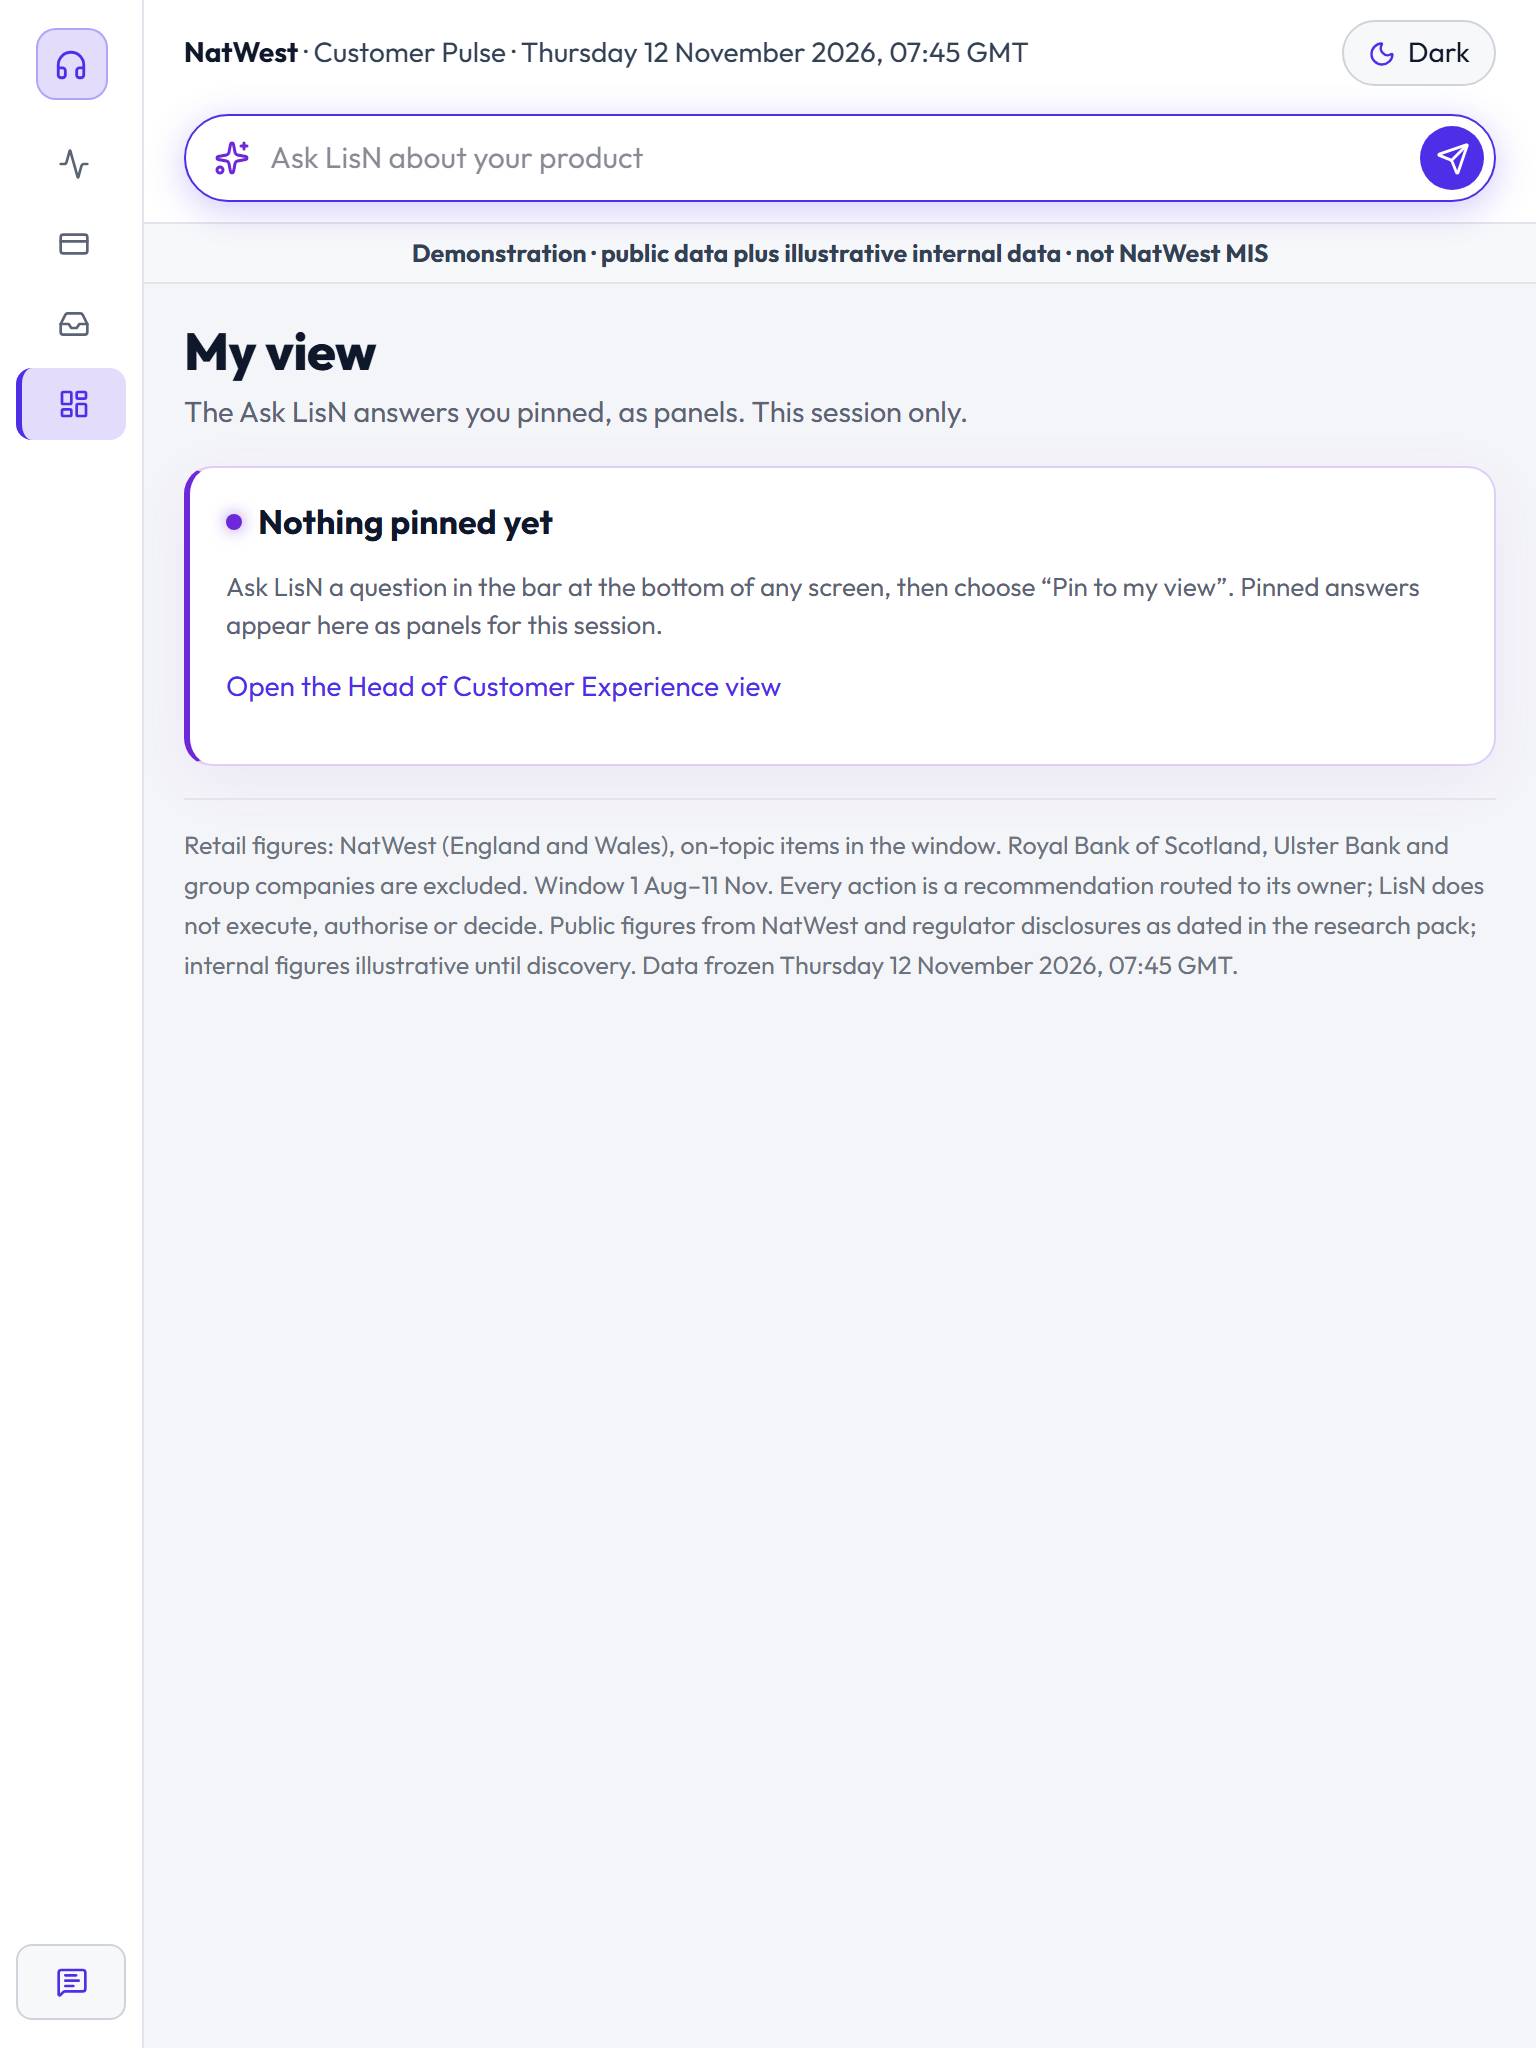 NatWest · Customer Pulse · Thursday 12 November 2026, 07:45 GMT
Dark
Ask LisN about your product
Demonstration · public data plus illustrative internal data · not NatWest MIS
My view
The Ask LisN answers you pinned, as panels. This session only.
Nothing pinned yet
Ask LisN a question in the bar at the bottom of any screen, then choose “Pin to my view”. Pinned answers
appear here as panels for this session.
Open the Head of Customer Experience view
Retail figures: NatWest (England and Wales), on-topic items in the window. Royal Bank of Scotland, Ulster Bank and
group companies are excluded. Window 1 Aug–11 Nov. Every action is a recommendation routed to its owner; LisN does
not execute, authorise or decide. Public figures from NatWest and regulator disclosures as dated in the research pack;
internal figures illustrative until discovery. Data frozen Thursday 12 November 2026, 07:45 GMT.